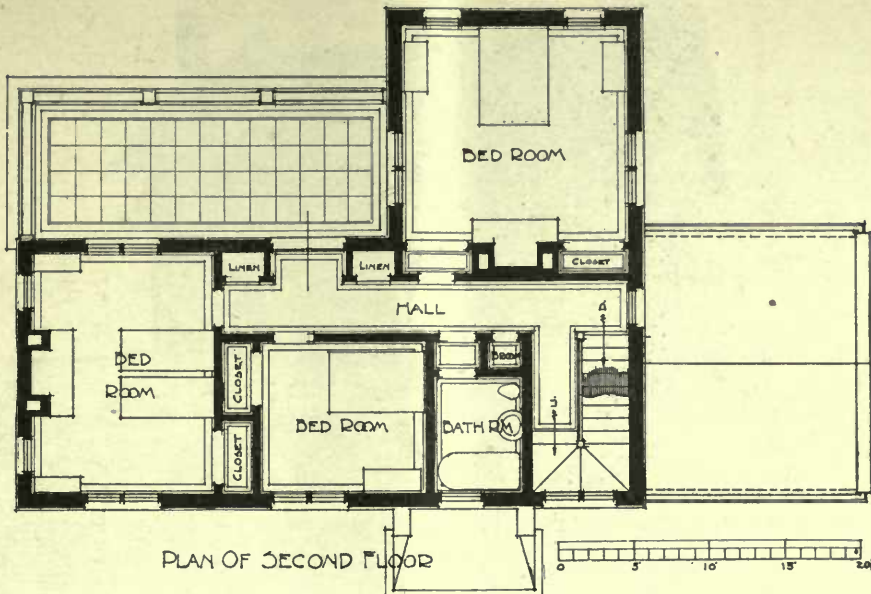 BED ROOM
LINEN
LINEN
CLOSET
HALL
BED
ROOM
CLOSET
BROOM
BED ROOM
BATH RM
CLOSET
PLAN OF SECOND FLOOR
0 5' 10' 15' 20